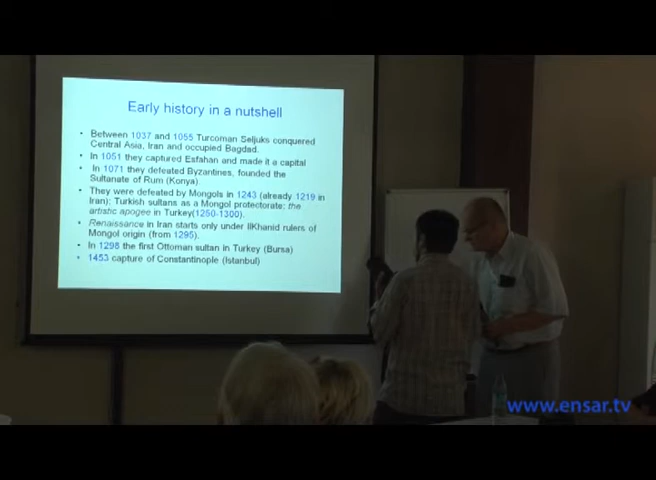 Early history in a nutshell
• Between 1037 and 1055 Turcoman Seljuks conquered
Central Asia, Iran and occupied Bagdad.
• In 1051 they captured Esfahan and made it a capital
• In 1071 they defeated Byzantines, founded the
Sultanate of Rum (Konya).
• They were defeated by Mongols in 1243 (already 1219 in
Iran): Turkish sultans as a Mongol protectorate: the
artistic apogee in Turkey(1250-1300).
• Renaissance in Iran starts only under IlKhanid rulers of
Mongol origin (from 1295).
• In 1298 the first Ottoman sultan in Turkey (Bursa)
• 1453 capture of Constantinople (Istanbul)
www.ensar.tv